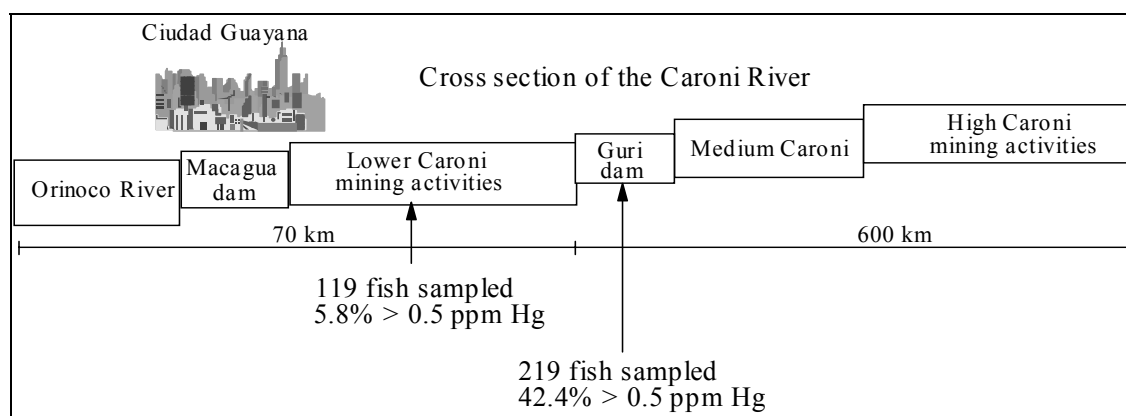 Ciudad Guayana
Cross section of the Caroni River
Orinoco River
Macagua
dam
Lower Caroni
mining activities
Guri
dam
Medium Caroni
High Caroni
mining activities
70 km
600 km
119 fish sampled
5.8% > 0.5 ppm Hg
219 fish sampled
42.4% > 0.5 ppm Hg